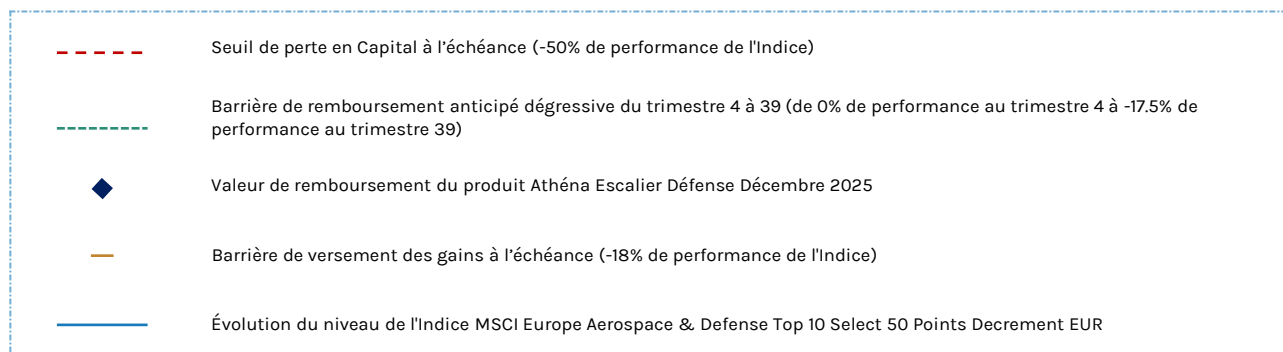 Seuil de perte en Capital à l'échéance (-50% de performance de l'Indice)
Barrière de remboursement anticipé dégressive du trimestre 4 à 39 (de 0% de performance au trimestre 4 à -17.5% de
performance au trimestre 39)
Valeur de remboursement du produit Athéna Escalier Défense Décembre 2025
Barrière de versement des gains à l'échéance (-18% de performance de l'Indice)
Évolution du niveau de l'Indice MSCI Europe Aerospace & Defense Top 10 Select 50 Points Decrement EUR